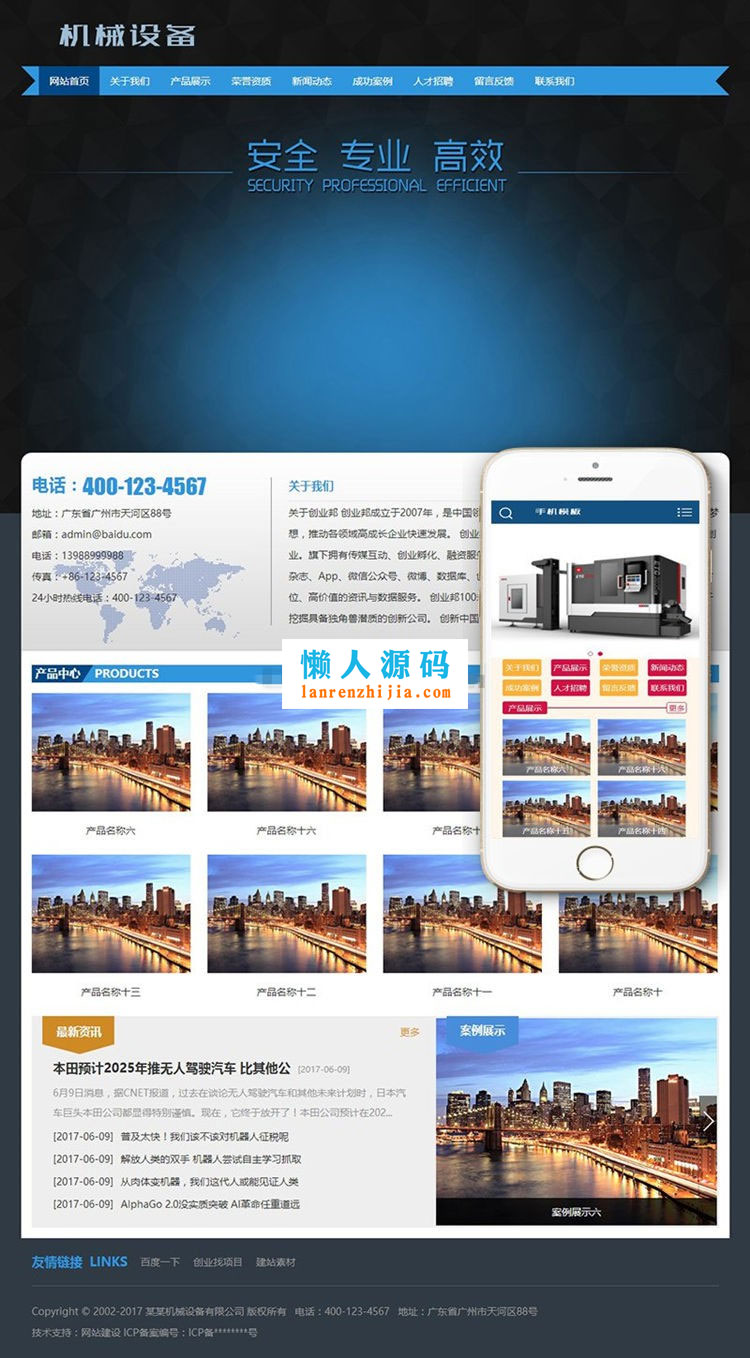 机械设备
网站首页 关于我们 产品展示 荣誉资质 新闻动态 成功案例 人才招聘 留言反馈 联系我们
安全 专业 高效
SECURITY PROFESSIONAL EFFICIENT
电话：400-123-4567
地址：广东省广州市天河区88号
邮箱：admin@baidu.com
电话：13988999988
传真：+86-123-4567
24小时热线电话：400-123-4567
关于我们
关于创业邦 创业邦成立于2007年，是中国领
想，推动各领域高成长企业快速发展。 创业
业。旗下拥有传媒互动、创业孵化、融资服
杂志、App、微信公众号、微博、数据库、
位、高价值的资讯与数据服务。 创业邦100
挖掘具备独角兽潜质的创新公司。 创新中国
梦
创
手机模板
关于我们 产品展示 荣誉资质 新闻动态
成功案例 人才招聘 留言反馈 联系我们
产品展示 更多
产品名称六 产品名称十六
产品名称十五 产品名称十四
懒人源码
lanrenzhijia.com
产品中心 PRODUCTS
产品名称六 产品名称十六 产品名称十
产品名称十三 产品名称十二 产品名称十一 产品名称十
最新资讯 更多
本田预计2025年推无人驾驶汽车 比其他公 [2017-06-09]
6月9日消息，据CNET报道，过去在谈论无人驾驶汽车和其他未来计划时，日本汽
车巨头本田公司都显得特别谨慎。现在，它终于放开了！本田公司预计在202...
[2017-06-09] 普及太快！我们该不该对机器人征税呢
[2017-06-09] 解放人类的双手 机器人尝试自主学习抓取
[2017-06-09] 从肉体变机器，我们这代人或能见证人类
[2017-06-09] AlphaGo 2.0没实质突破 AI革命任重道远
案例展示
案例展示六
友情链接 LINKS 百度一下 创业找项目 建站素材
Copyright © 2002-2017 某某机械设备有限公司 版权所有 电话：400-123-4567 地址：广东省广州市天河区88号
技术支持：网站建设 ICP备案编号：ICP备********号